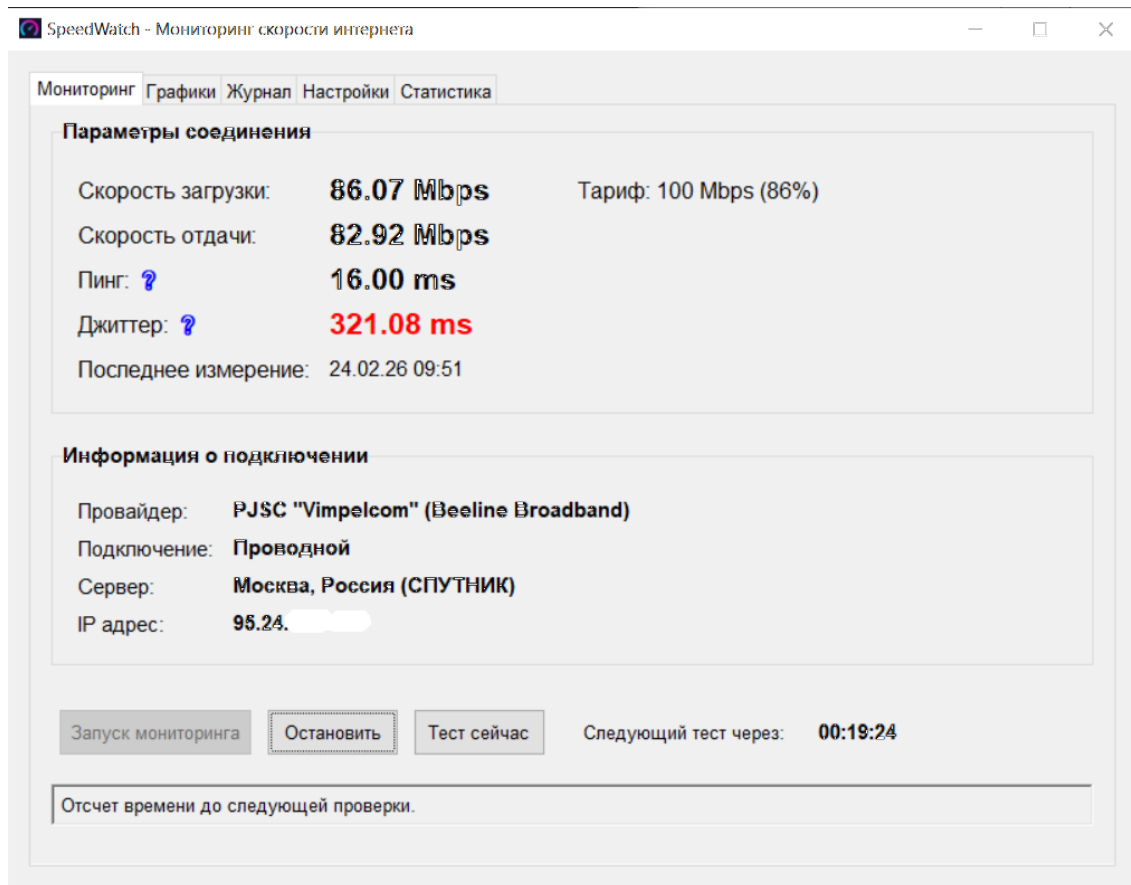 SpeedWatch - Мониторинг скорости интернета
Мониторинг Графики Журнал Настройки Статистика
Параметры соединения
Скорость загрузки: 86.07 Mbps Тариф: 100 Mbps (86%)
Скорость отдачи: 82.92 Mbps
Пинг: ? 16.00 ms
Джиттер: ? 321.08 ms
Последнее измерение: 24.02.26 09:51
Информация о подключении
Провайдер: PJSC "Vimpelcom" (Beeline Broadband)
Подключение: Проводной
Сервер: Москва, Россия (СПУТНИК)
IP адрес: 95.24.
Запуск мониторинга Остановить Тест сейчас Следующий тест через: 00:19:24
Отсчет времени до следующей проверки.